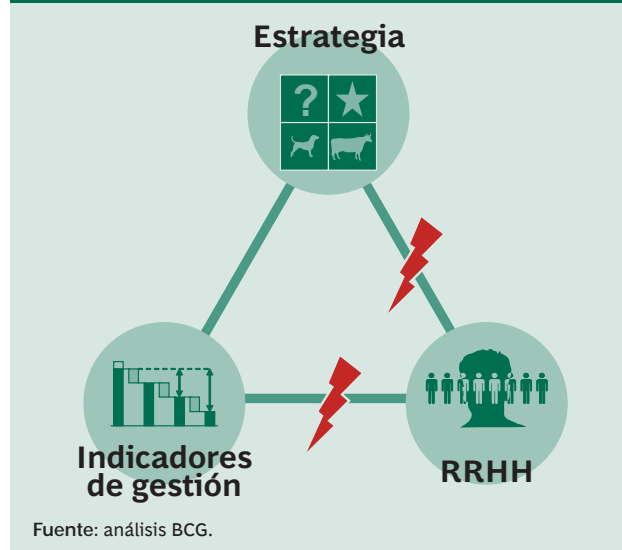 Estrategia
?
Indicadores
de gestión
RRHH
Fuente: análisis BCG.